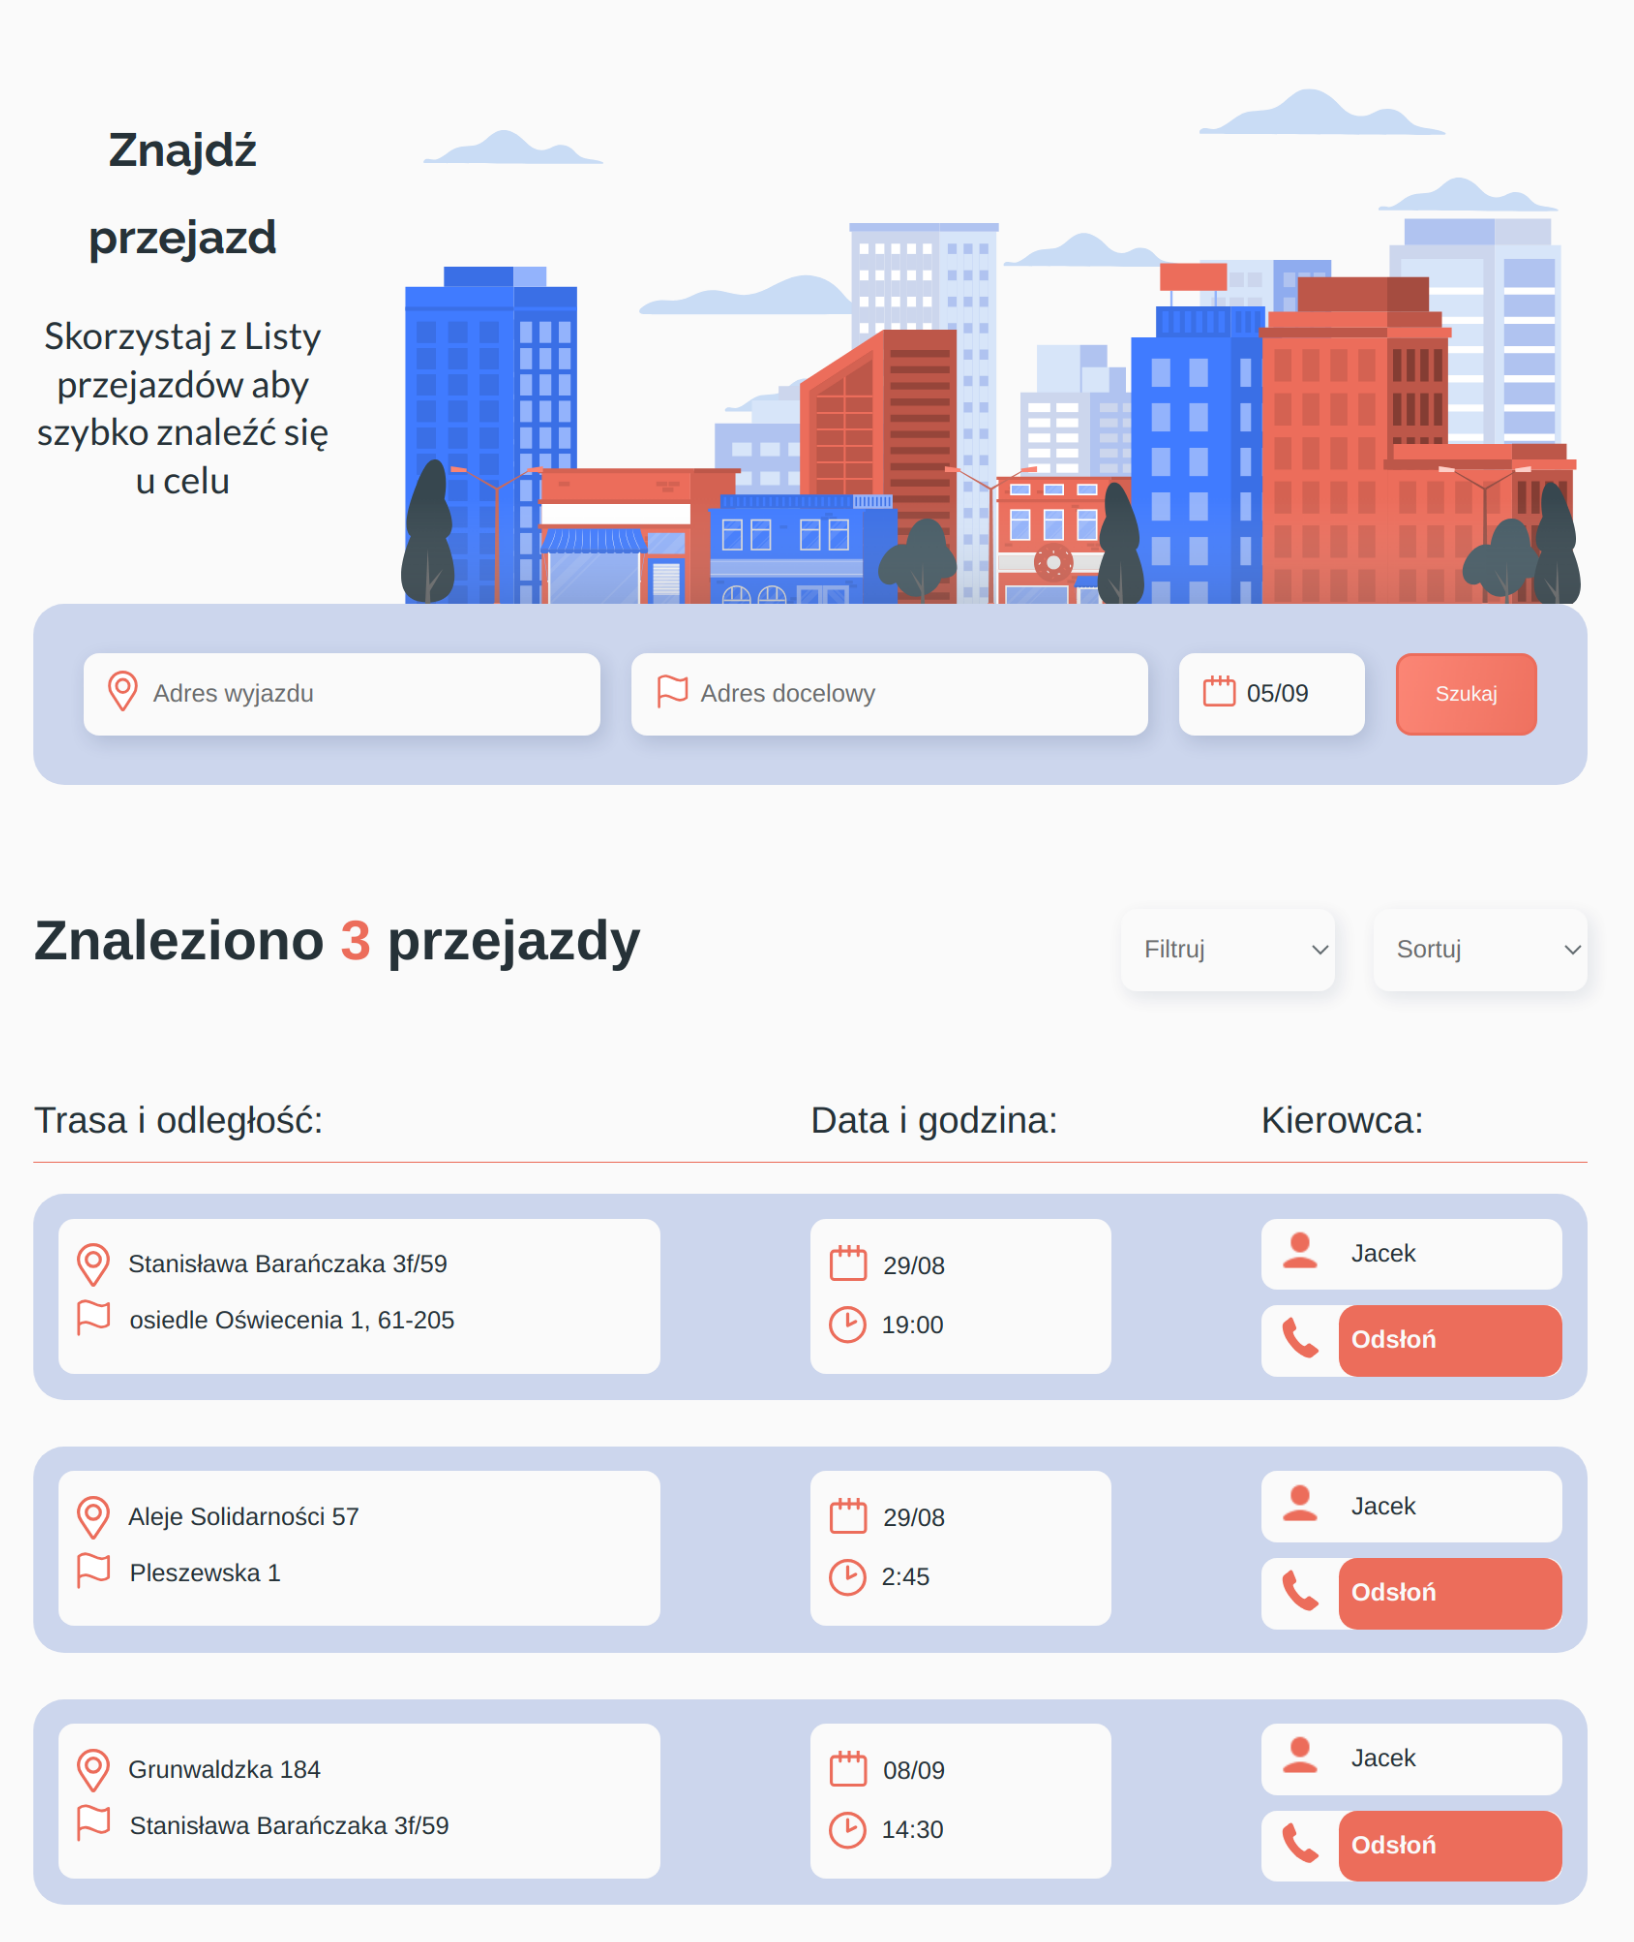 Znajdź
przejazd
Skorzystaj z Listy
przejazdów aby
szybko znaleźć się
u celu
Adres wyjazdu
Adres docelowy
05/09
Szukaj
Znaleziono 3 przejazdy
Filtruj
Sortuj
Trasa i odległość:
Data i godzina:
Kierowca:
Stanisława Barańczaka 3f/59
osiedle Oświecenia 1, 61-205
29/08
19:00
Jacek
Odsłoń
Aleje Solidarności 57
Pleszewska 1
29/08
2:45
Jacek
Odsłoń
Grunwaldzka 184
Stanisława Barańczaka 3f/59
08/09
14:30
Jacek
Odsłoń